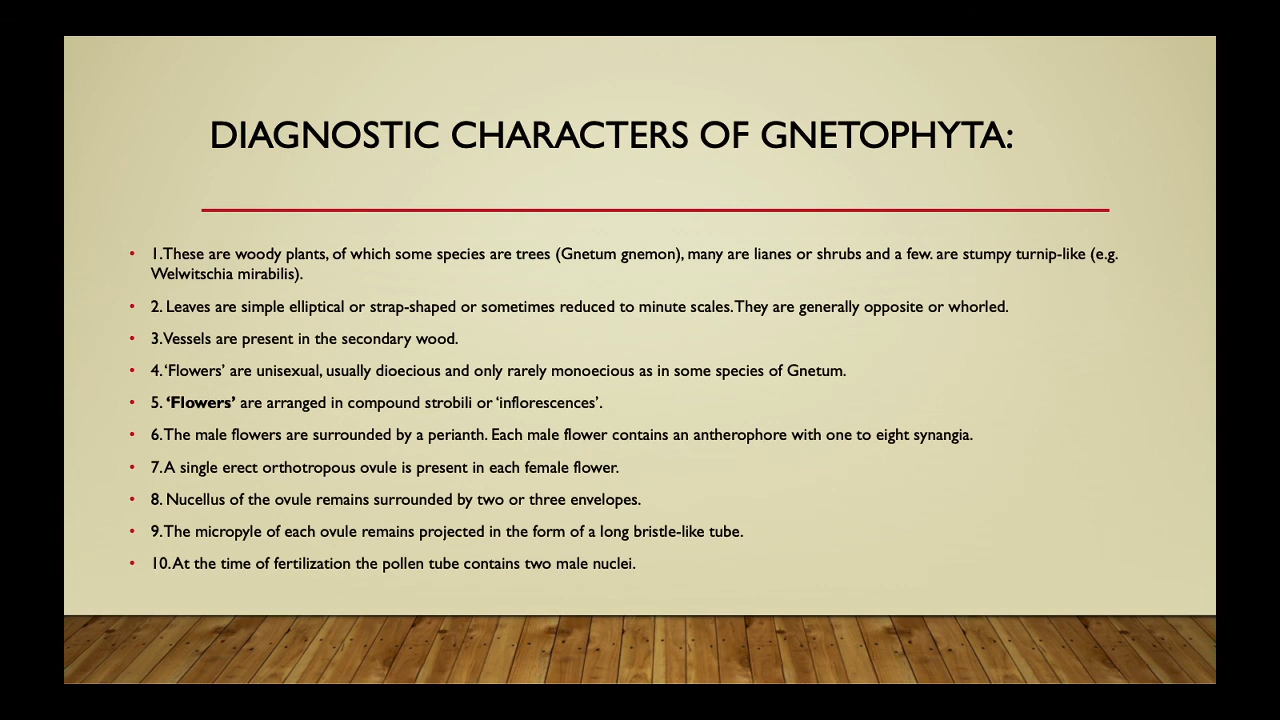 DIAGNOSTIC CHARACTERS OF GNETOPHYTA:
• 1.These are woody plants, of which some species are trees (Gnetum gnemon), many are lianes or shrubs and a few. are stumpy turnip-like (e.g.
Welwitschia mirabilis).
• 2. Leaves are simple elliptical or strap-shaped or sometimes reduced to minute scales. They are generally opposite or whorled.
• 3. Vessels are present in the secondary wood.
• 4. ‘Flowers’ are unisexual, usually dioecious and only rarely monoecious as in some species of Gnetum.
• 5. ‘Flowers’ are arranged in compound strobili or ‘inflorescences’.
• 6. The male flowers are surrounded by a perianth. Each male flower contains an antherophore with one to eight synangia.
• 7. A single erect orthotropous ovule is present in each female flower.
• 8. Nucellus of the ovule remains surrounded by two or three envelopes.
• 9. The micropyle of each ovule remains projected in the form of a long bristle-like tube.
• 10. At the time of fertilization the pollen tube contains two male nuclei.